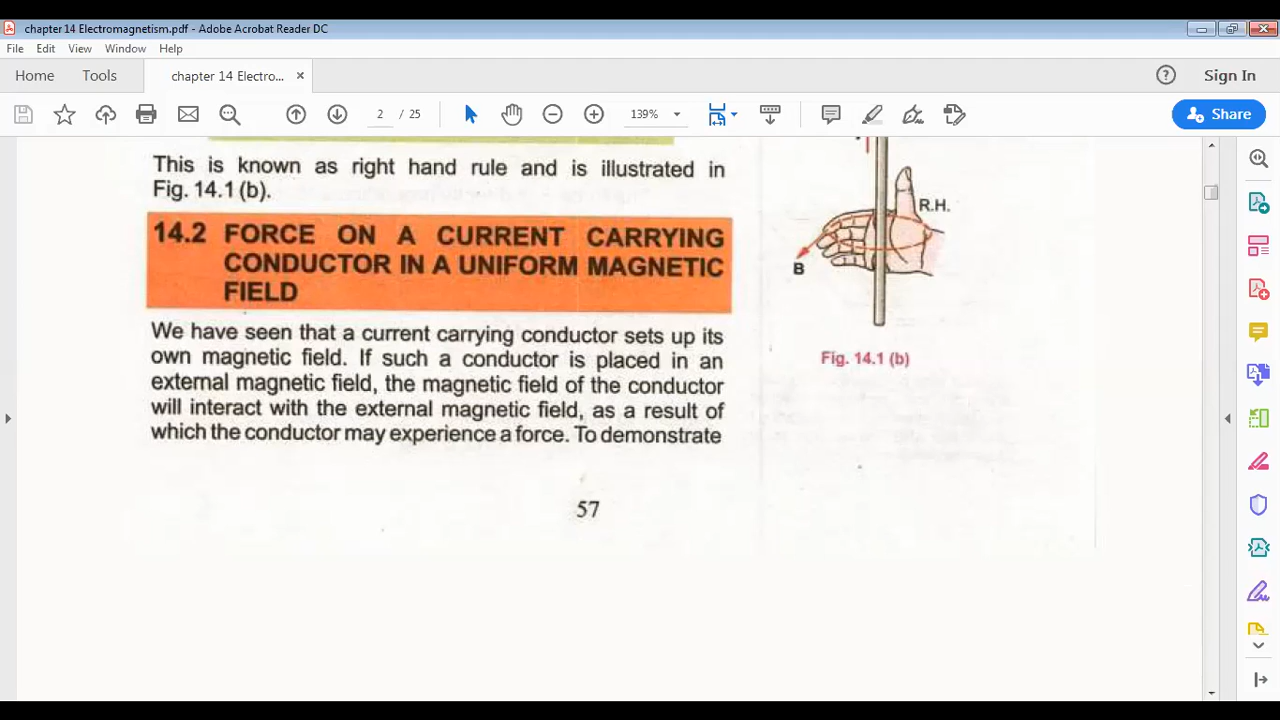 chapter 14 Electromagnetism.pdf - Adobe Acrobat Reader DC
File Edit View Window Help
Home Tools chapter 14 Electro... Sign In
2 / 25 139% Share
This is known as right hand rule and is illustrated in
Fig. 14.1 (b).
14.2 FORCE ON A CURRENT CARRYING
CONDUCTOR IN A UNIFORM MAGNETIC
FIELD
We have seen that a current carrying conductor sets up its
own magnetic field. If such a conductor is placed in an
external magnetic field, the magnetic field of the conductor
will interact with the external magnetic field, as a result of
which the conductor may experience a force. To demonstrate
57
R.H.
B
Fig. 14.1 (b)